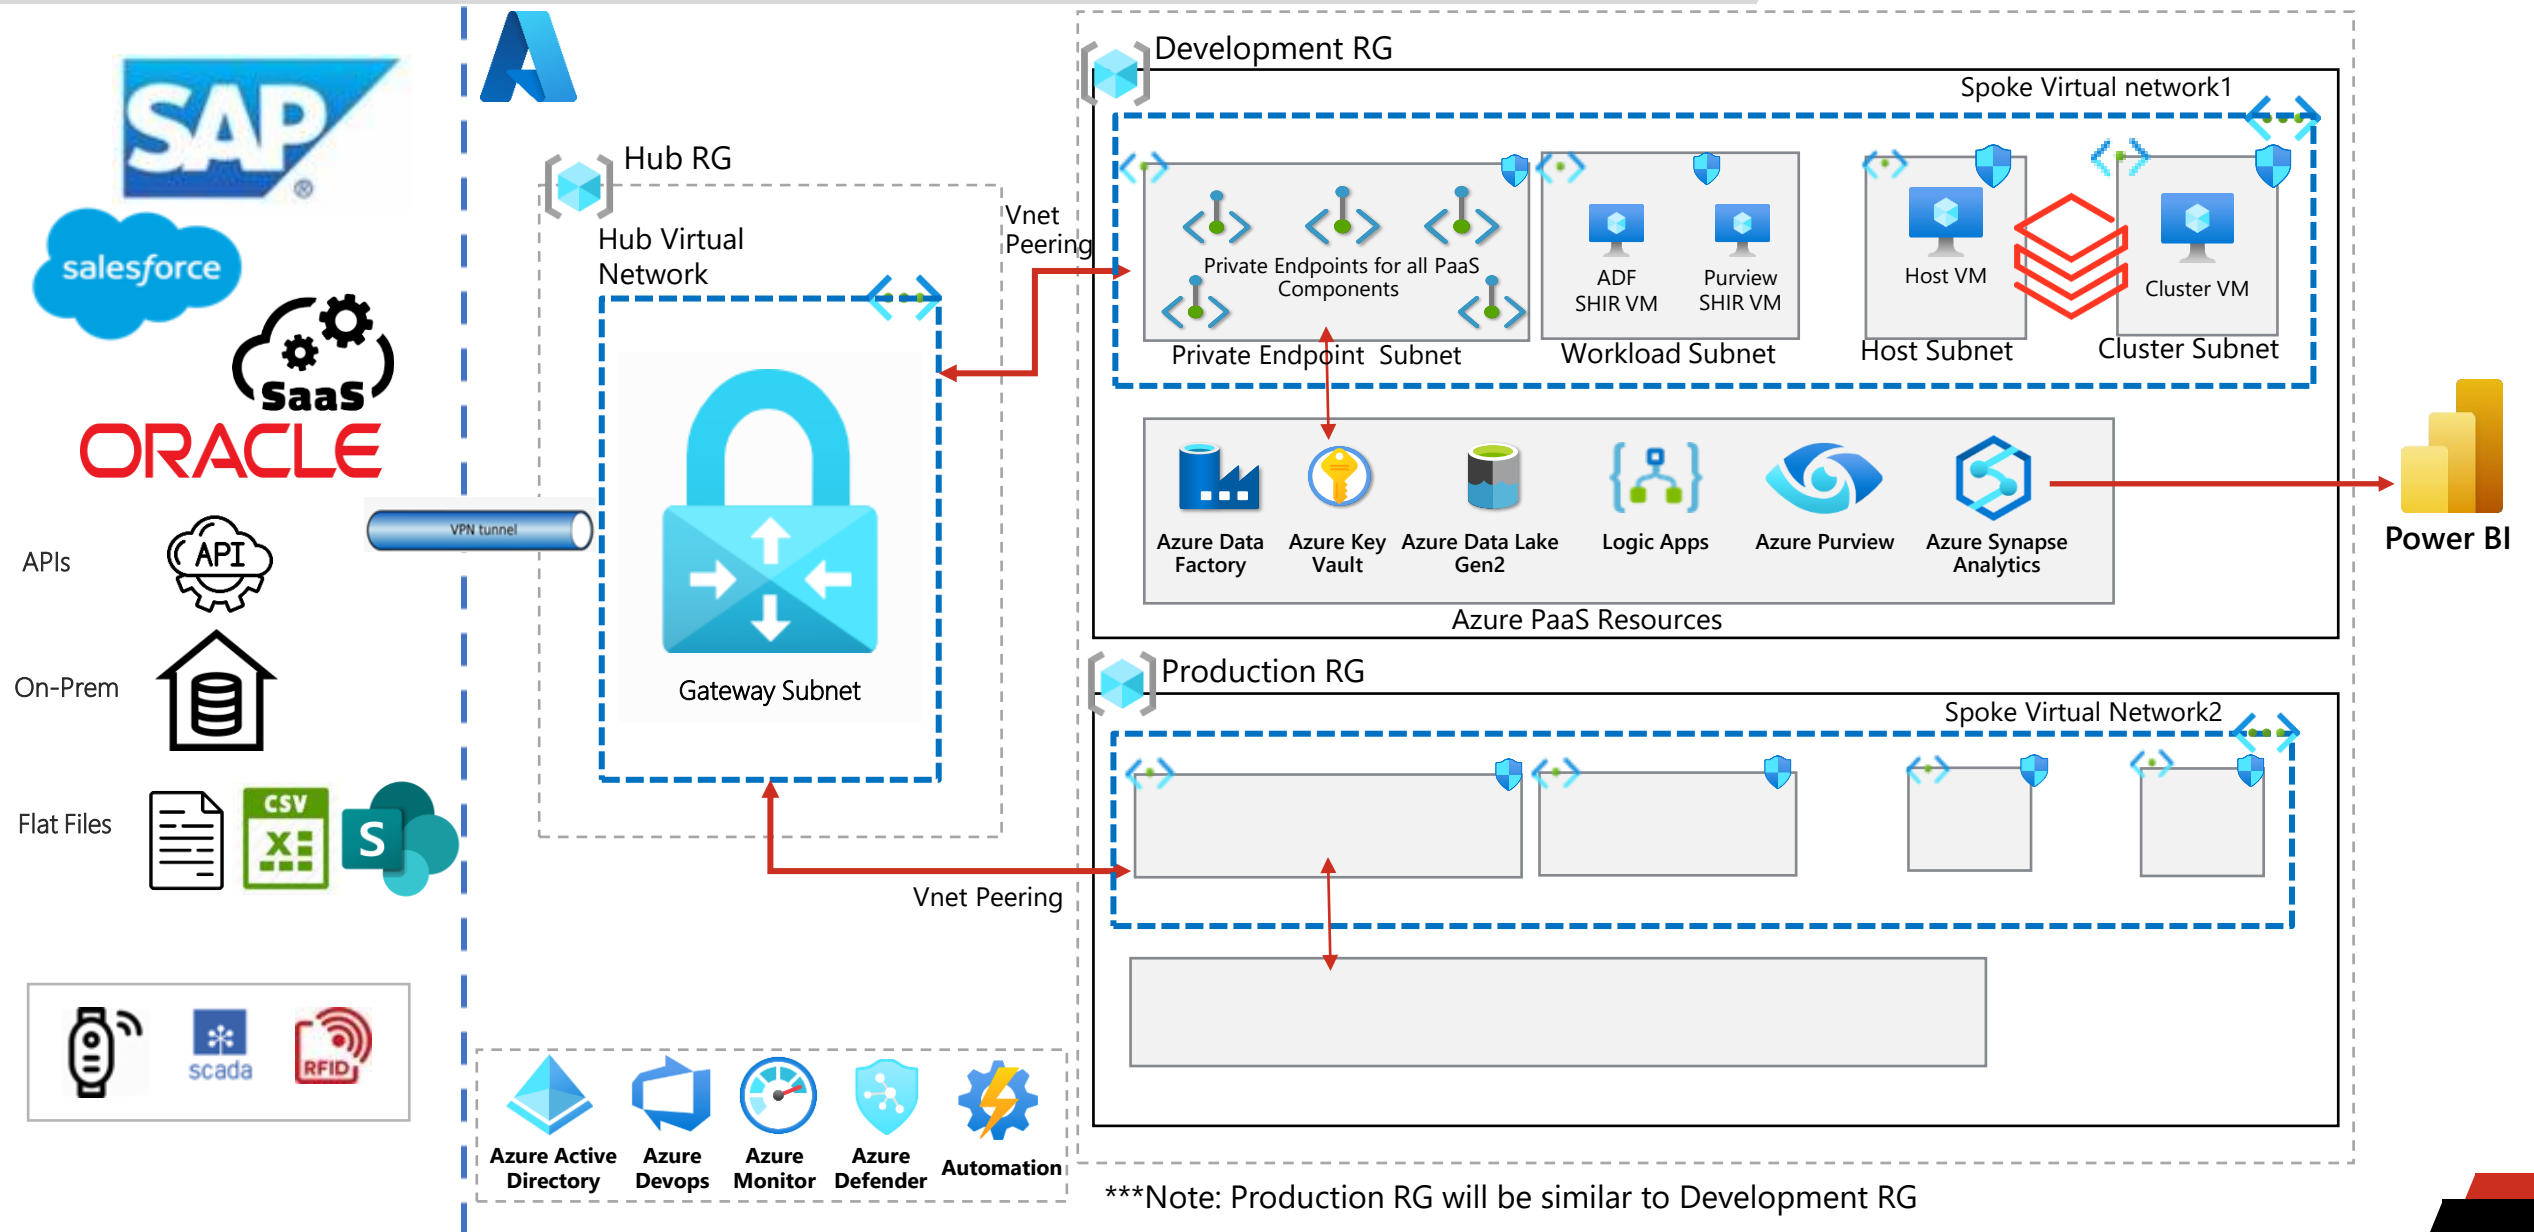 SAP
®
salesforce
SaaS
ORACLE
APIs
API
On-Prem
Flat Files
CSV
X
S
scada
RFID
VPN tunnel
Hub RG
Hub Virtual
Network
Gateway Subnet
Vnet
Peering
Vnet Peering
Azure Active
Directory
Azure
Devops
Azure
Monitor
Azure
Defender
Automation
Development RG
Spoke Virtual network1
Private Endpoints for all PaaS
Components
Private Endpoint  Subnet
ADF
SHIR VM
Purview
SHIR VM
Workload Subnet
Host VM
Host Subnet
Cluster VM
Cluster Subnet
Azure Data
Factory
Azure Key
Vault
Azure Data Lake
Gen2
Logic Apps
Azure Purview
Azure Synapse
Analytics
Azure PaaS Resources
Power BI
Production RG
Spoke Virtual Network2
***Note: Production RG will be similar to Development RG